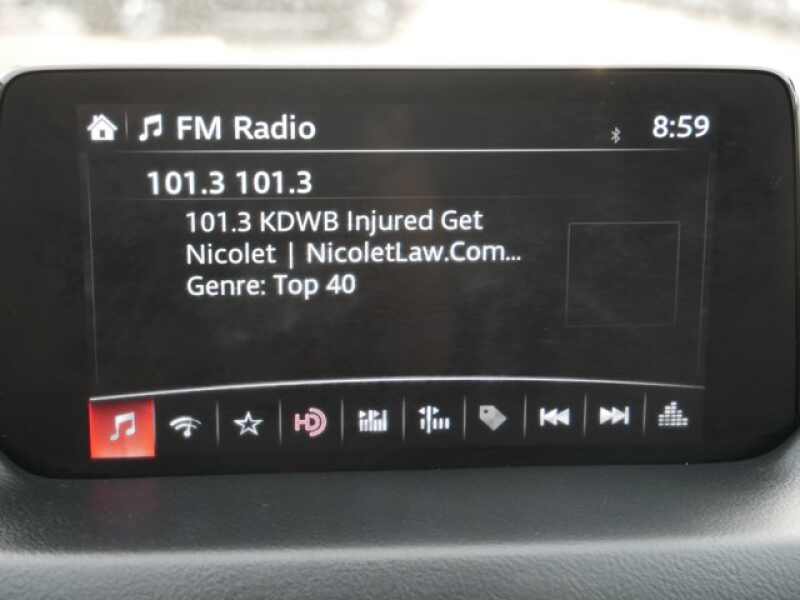 FM Radio
8:59
101.3 101.3
101.3 KDWB Injured Get
Nicolet | NicoletLaw.Com...
Genre: Top 40
HD